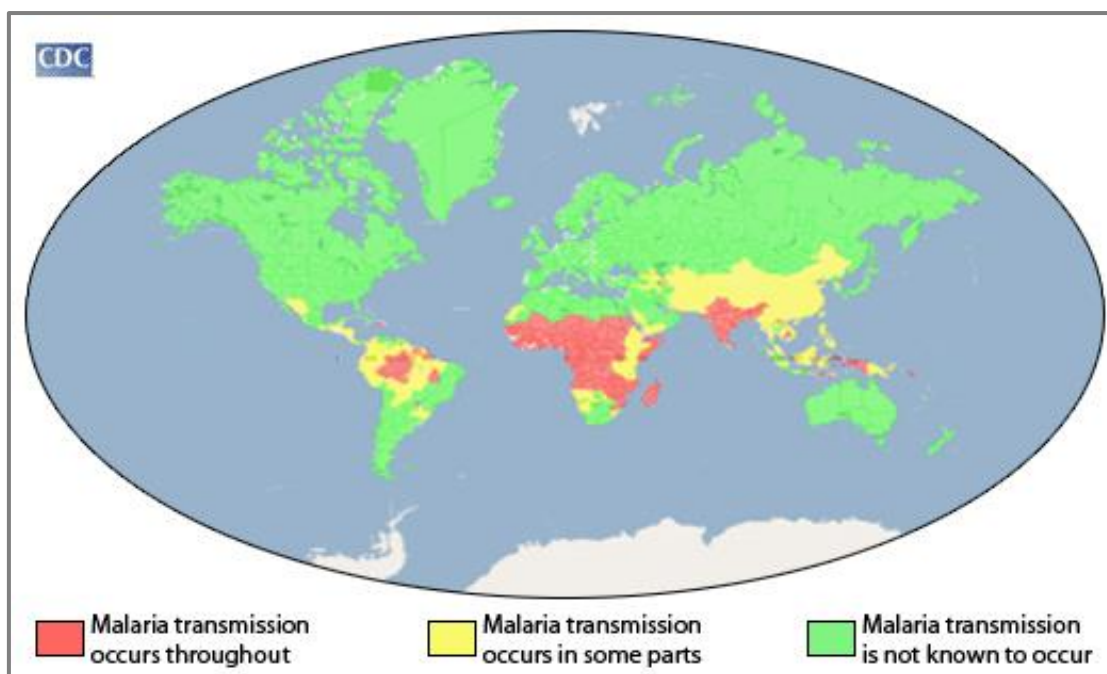 CDC
Malaria transmission
occurs throughout
Malaria transmission
occurs in some parts
Malaria transmission
is not known to occur